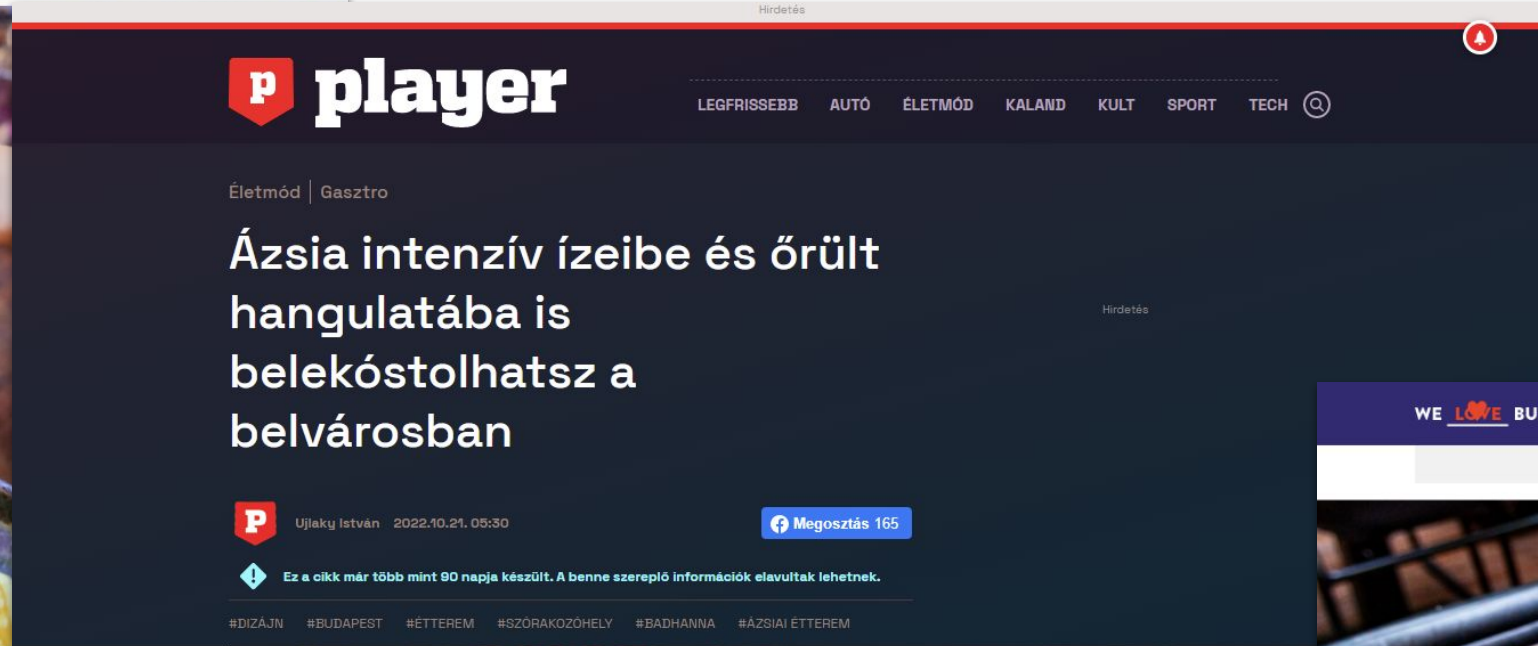 Hirdetés
P player
LEGFRISSEBB AUTÓ ÉLETMÓD KALAND KULT SPORT TECH
Életmód | Gasztro
Ázsia intenzív ízeibe és őrült
hangulatába is
belekóstolhatsz a
belvárosban
Hirdetés
WE LOVE BU
P Ujlaky István 2022.10.21. 05:30
Megosztás 165
Ez a cikk már több mint 90 napja készült. A benne szereplő információk elavultak lehetnek.
#DIZÁJN #BUDAPEST #ÉTTEREM #SZÓRAKOZÓHELY #BADHANNA #ÁZSIAI ÉTTEREM